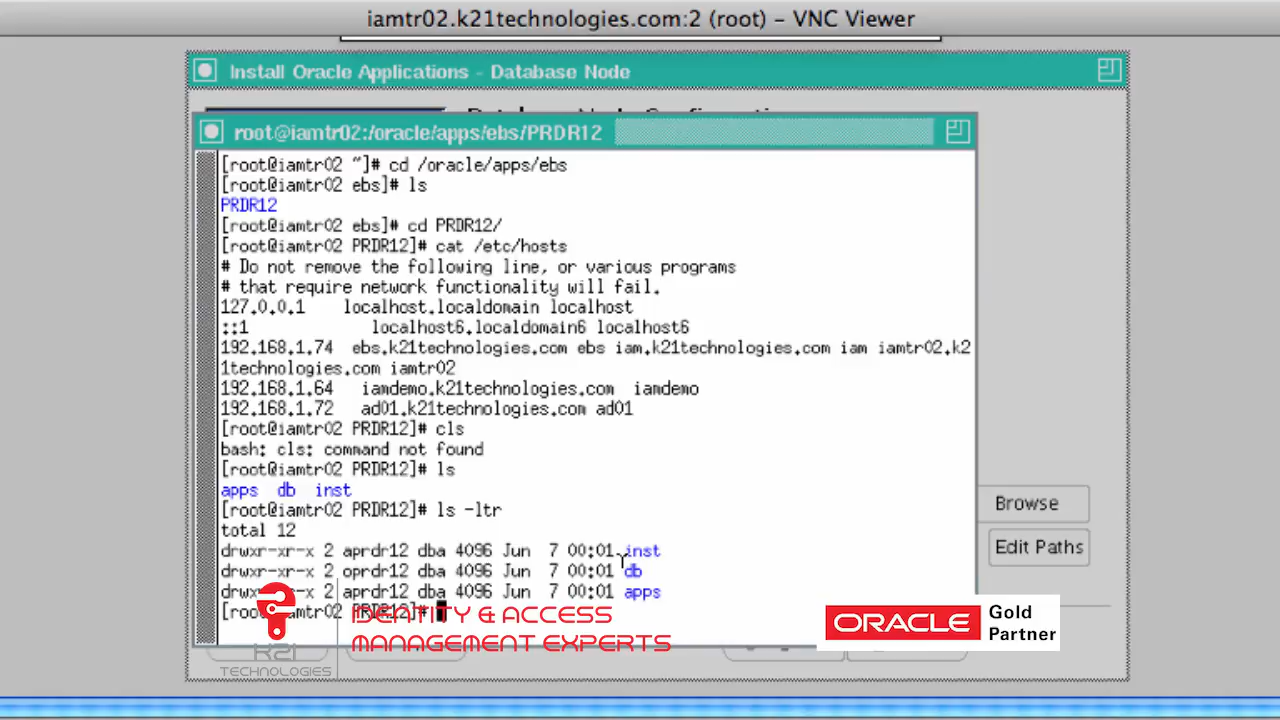 iamtr02.k21technologies.com:2 (root) – VNC Viewer
Install Oracle Applications - Database Node
root@iamtr02:/oracle/apps/ebs/PRDR12
[root@iamtr02 ~]# cd /oracle/apps/ebs
[root@iamtr02 ebs]# ls
PRDR12
[root@iamtr02 ebs]# cd PRDR12/
[root@iamtr02 PRDR12]# cat /etc/hosts
# Do not remove the following line, or various programs
# that require network functionality will fail.
127.0.0.1 localhost.localdomain localhost
::1 localhost6.localdomain6 localhost6
192.168.1.74 ebs.k21technologies.com ebs iam.k21technologies.com iam iamtr02.k2
1technologies.com iamtr02
192.168.1.64 iamdemo.k21technologies.com iamdemo
192.168.1.72 ad01.k21technologies.com ad01
[root@iamtr02 PRDR12]# cls
bash: cls: command not found
[root@iamtr02 PRDR12]# ls
apps db inst
[root@iamtr02 PRDR12]# ls -ltr
total 12
drwxr-xr-x 2 aprdr12 dba 4096 Jun 7 00:01 inst
drwxr-xr-x 2 oprdr12 dba 4096 Jun 7 00:01 db
drwxr-xr-x 2 aprdr12 dba 4096 Jun 7 00:01 apps
[root@iamtr02 PRDR12]#
Browse
Edit Paths
K21
TECHNOLOGIES
IDENTITY & ACCESS
MANAGEMENT EXPERTS
ORACLE
Gold
Partner